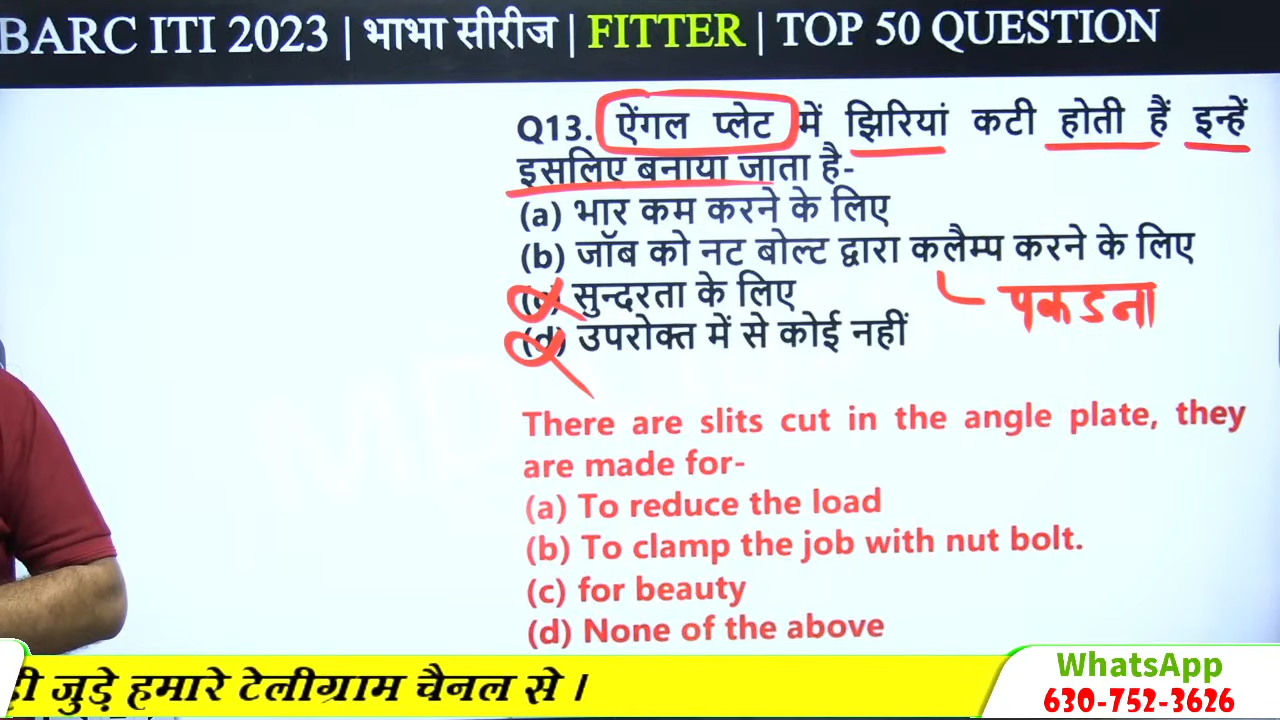 BARC ITI 2023 | भाभा सीरीज | FITTER | TOP 50 QUESTION
Q13. ऐंगल प्लेट में झिरियां कटी होती हैं इन्हें
इसलिए बनाया जाता है-
(a) भार कम करने के लिए
(b) जॉब को नट बोल्ट द्वारा कलैम्प करने के लिए
(c) सुन्दरता के लिए
पकडना
(d) उपरोक्त में से कोई नहीं
There are slits cut in the angle plate, they
are made for-
(a) To reduce the load
(b) To clamp the job with nut bolt.
(c) for beauty
(d) None of the above
जुड़े हमारे टेलीग्राम चैनल से ।
WhatsApp
630-752-3626